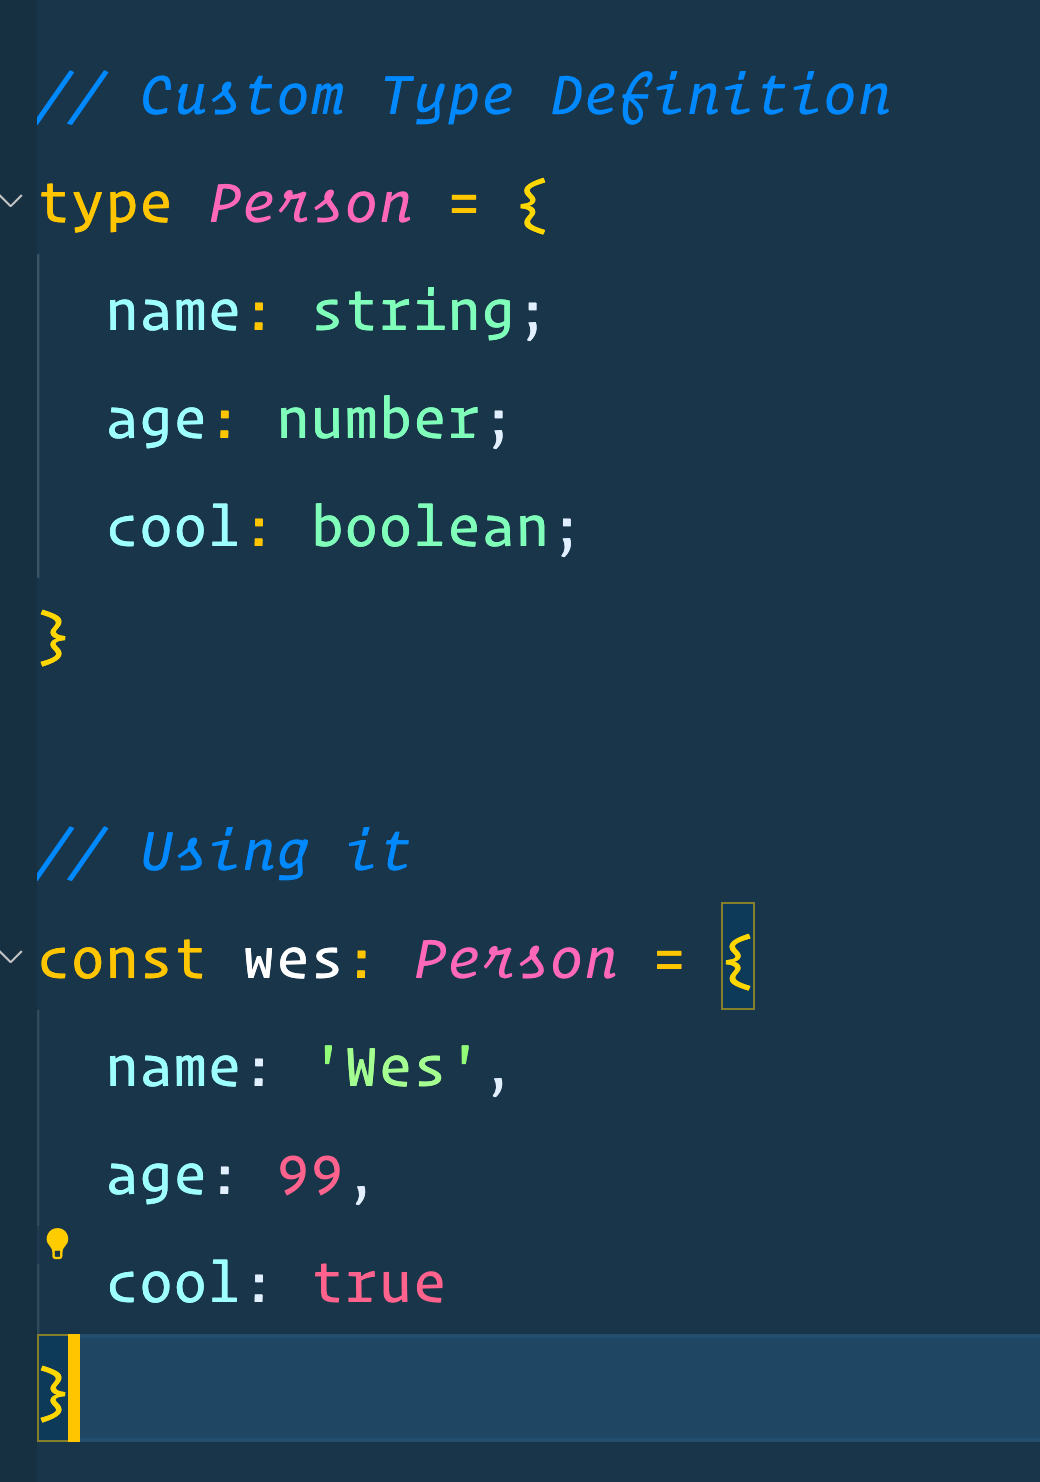 // Custom Type Definition
type Person = {
  name: string;
  age: number;
  cool: boolean;
}
// Using it
const wes: Person = {
  name: 'Wes',
  age: 99,
  cool: true
}